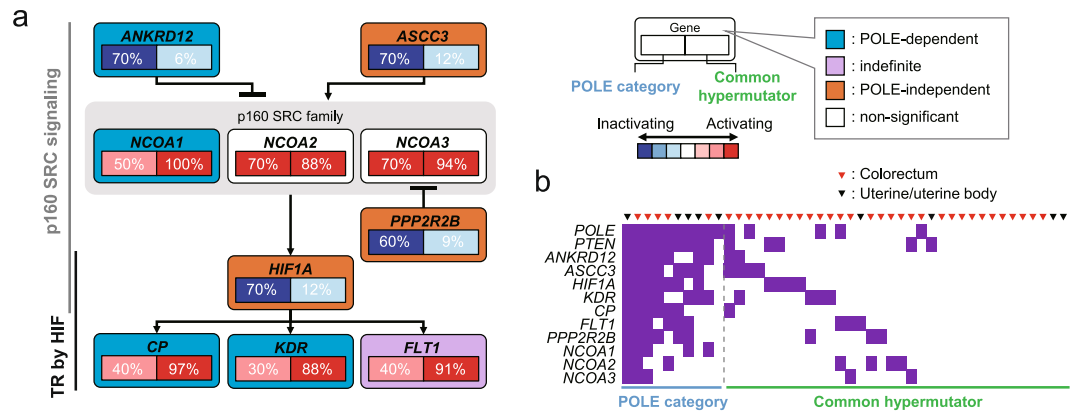 a
p160 SRC signaling
TR by HIF
ANKRD12
70% 6%
ASCC3
70% 12%
p160 SRC family
NCOA1
50% 100%
NCOA2
70% 88%
NCOA3
70% 94%
PPP2R2B
60% 9%
HIF1A
70% 12%
CP
40% 97%
KDR
30% 88%
FLT1
40% 91%
Gene
POLE category
Common
hypermutator
Inactivating
Activating
: POLE-dependent
: indefinite
: POLE-independent
: non-significant
b
: Colorectum
: Uterine/uterine body
POLE
PTEN
ANKRD12
ASCC3
HIF1A
KDR
CP
FLT1
PPP2R2B
NCOA1
NCOA2
NCOA3
POLE category
Common hypermutator